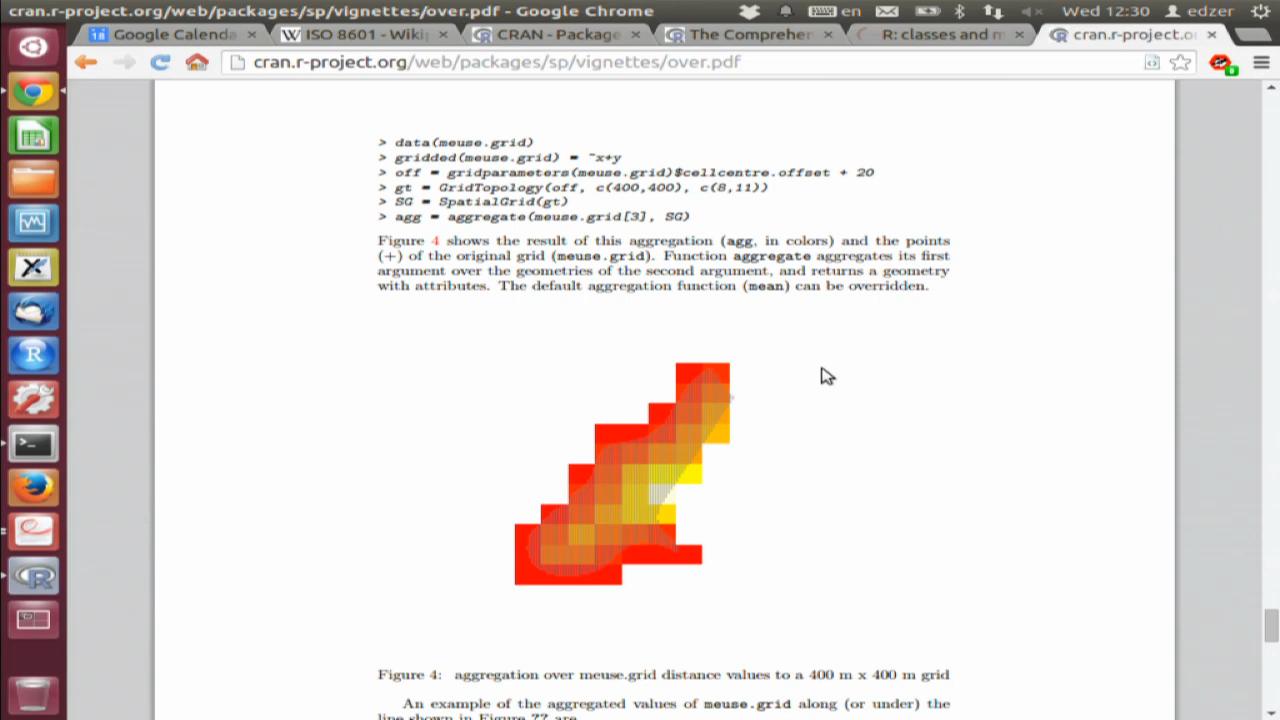 cran.r-project.org/web/packages/sp/vignettes/over.pdf - Google Chrome
en
Wed 12:30
edzer
18 Google Calenda
W ISO 8601 - Wiki
CRAN - Package
The Comprehen
R: classes and m
cran.r-project.o
cran.r-project.org/web/packages/sp/vignettes/over.pdf
> data(meuse.grid)
> gridded(meuse.grid) = ~x+y
> off = gridparameters(meuse.grid)$cellcentre.offset + 20
> gt = GridTopology(off, c(400,400), c(8,11))
> SG = SpatialGrid(gt)
> agg = aggregate(meuse.grid[3], SG)
Figure 4 shows the result of this aggregation (agg, in colors) and the points
(+) of the original grid (meuse.grid). Function aggregate aggregates its first
argument over the geometries of the second argument, and returns a geometry
with attributes. The default aggregation function (mean) can be overridden.
Figure 4: aggregation over meuse.grid distance values to a 400 m x 400 m grid
An example of the aggregated values of meuse.grid along (or under) the
line shown in Figure ?? are